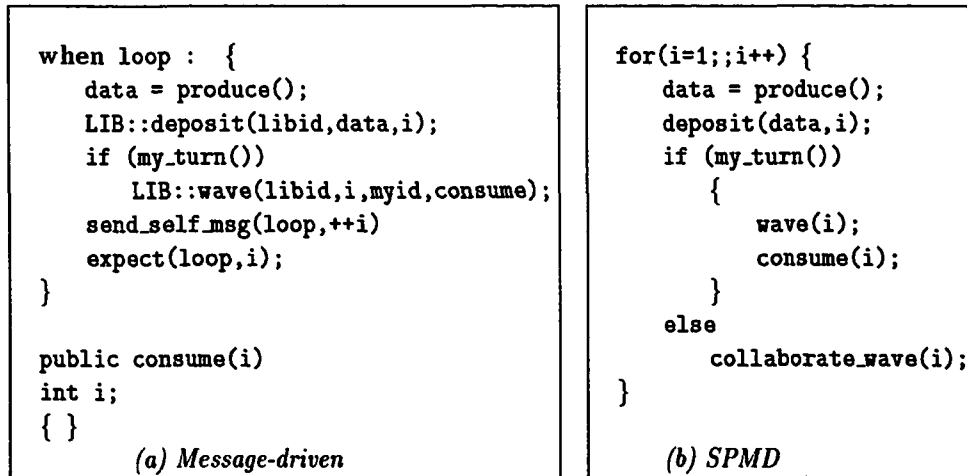 when loop :  {
data = produce();
LIB::deposit(libid,data,i);
if (my_turn())
LIB::wave(libid,i,myid,consume);
send_self_msg(loop,++i)
expect(loop,i);
}
public consume(i)
int i;
{ }
(a) Message-driven
for(i=1;;i++) {
data = produce();
deposit(data,i);
if (my_turn())
{
wave(i);
consume(i);
}
else
collaborate_wave(i);
}
(b) SPMD